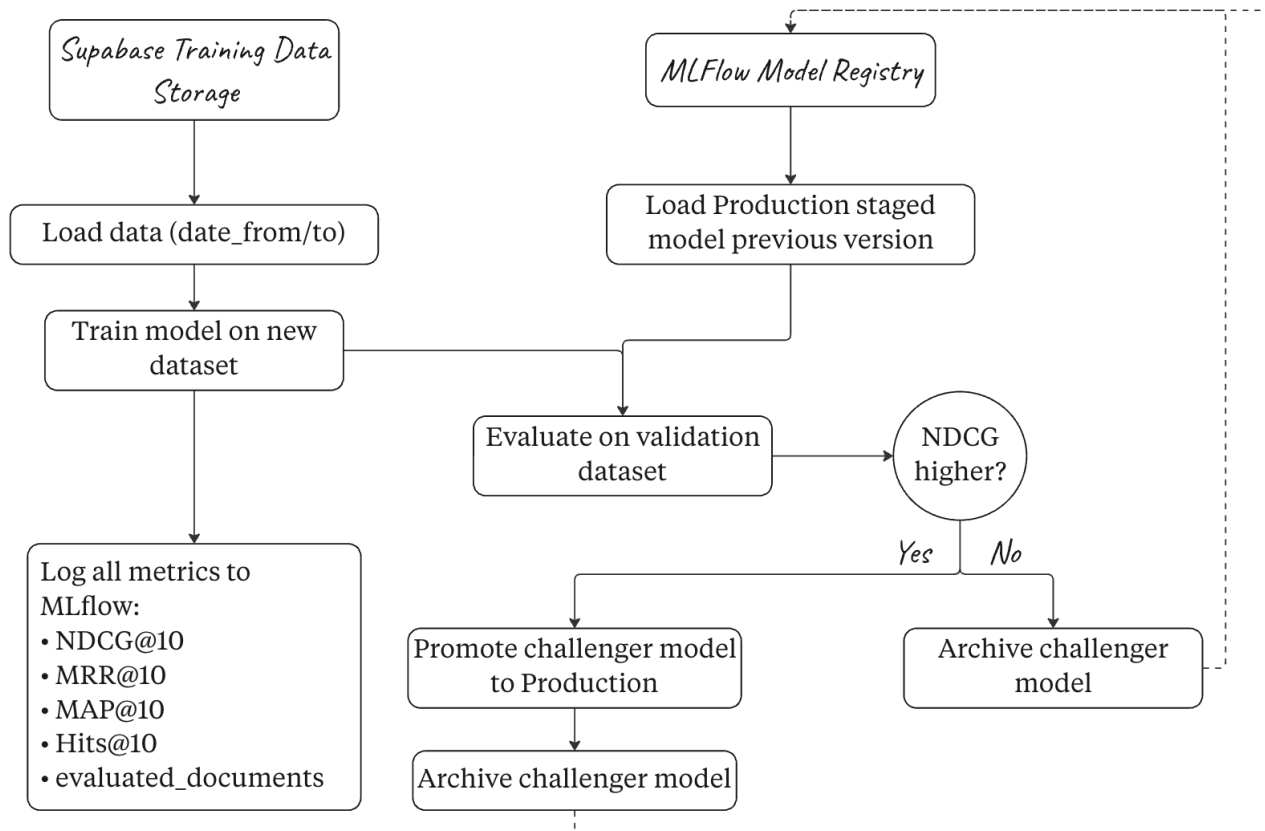 Supabase Training Data
Storage
MLFlow Model Registry
Load data (date_from/to)
Load Production staged
model previous version
Train model on new
dataset
Evaluate on validation
dataset
NDCG
higher?
Yes
No
Log all metrics to
MLflow:
• NDCG@10
• MRR@10
• MAP@10
• Hits@10
• evaluated_documents
Promote challenger model
to Production
Archive challenger
model
Archive challenger model